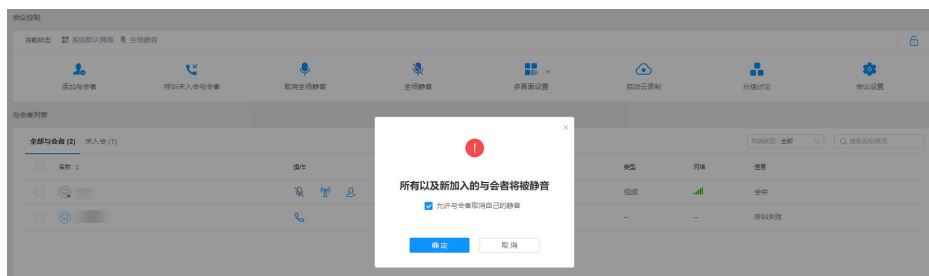 会议控制
当前状态 系统默认画面 全场静音
添加与会者 呼叫未入会与会者 取消全场静音 全场静音 多画面设置 启动云录制 分组讨论 会议设置
与会者列表
全部与会者 (2) 未入会 (1)
终端类型 全部 搜索名称/账号
名称 操作 类型 网络 信息
视频 会中
-- -- 呼叫失败
所有以及新加入的与会者将被静音
允许与会者取消自己的静音
确定 取消